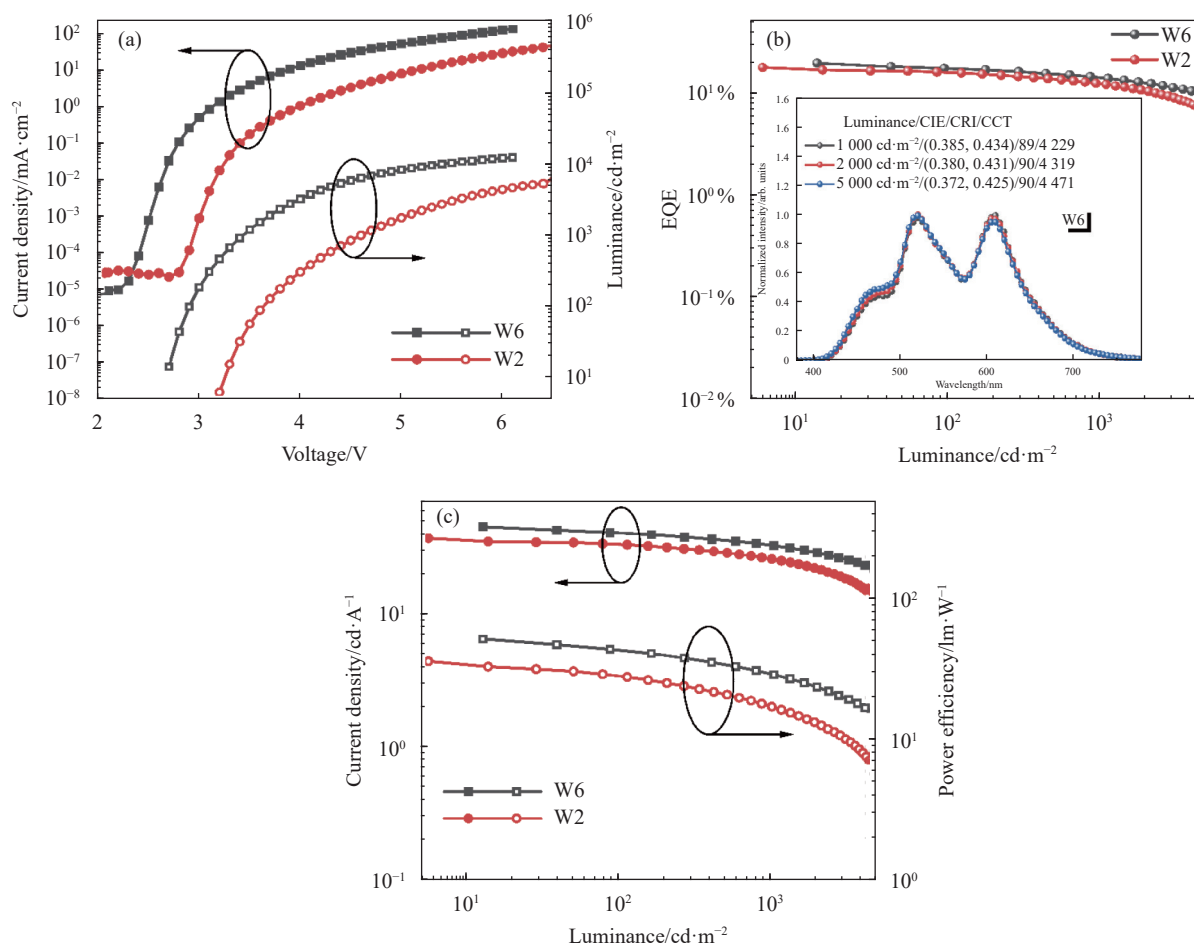 (a)
10²
10¹
10⁰
10⁻¹
10⁻²
10⁻³
10⁻⁴
10⁻⁵
10⁻⁶
10⁻⁷
10⁻⁸
Current density/mA·cm⁻²
2
3
4
5
6
Voltage/V
10⁶
10⁵
10⁴
10³
10²
10¹
Luminance/cd·m⁻²
W6
W2
(b)
W6
W2
10¹%
10⁰%
10⁻¹%
10⁻²%
EQE
10¹
10²
10³
Luminance/cd·m⁻²
1.6
1.4
1.2
1.0
0.8
0.6
0.4
0.2
0
Normalized intensity/arb. units
Luminance/CIE/CRI/CCT
1 000 cd·m⁻²/(0.385, 0.434)/89/4 229
2 000 cd·m⁻²/(0.380, 0.431)/90/4 319
5 000 cd·m⁻²/(0.372, 0.425)/90/4 471
W6
400
500
600
700
Wavelength/nm
(c)
10¹
10⁰
10⁻¹
Current density/cd·A⁻¹
10¹
10²
10³
Luminance/cd·m⁻²
10²
10¹
10⁰
Power efficiency/lm·W⁻¹
W6
W2